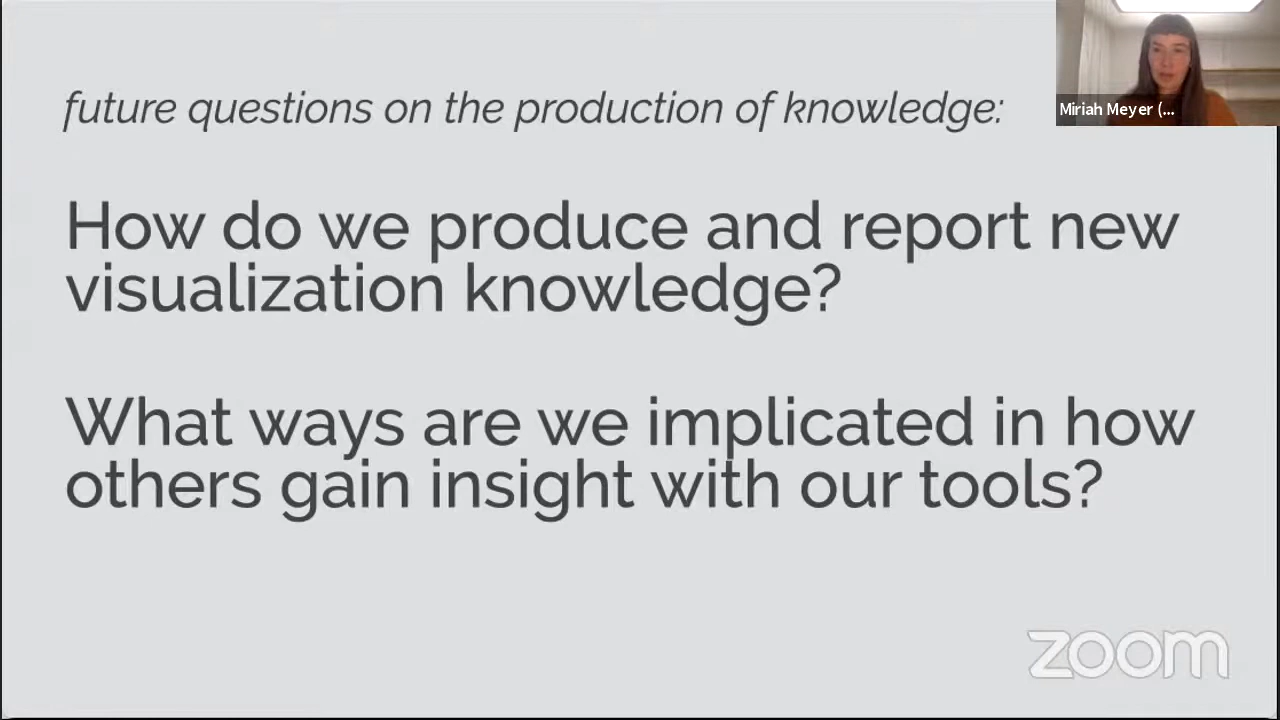 future questions on the production of knowledge:
Miriah Meyer (...
How do we produce and report new
visualization knowledge?
What ways are we implicated in how
others gain insight with our tools?
zoom